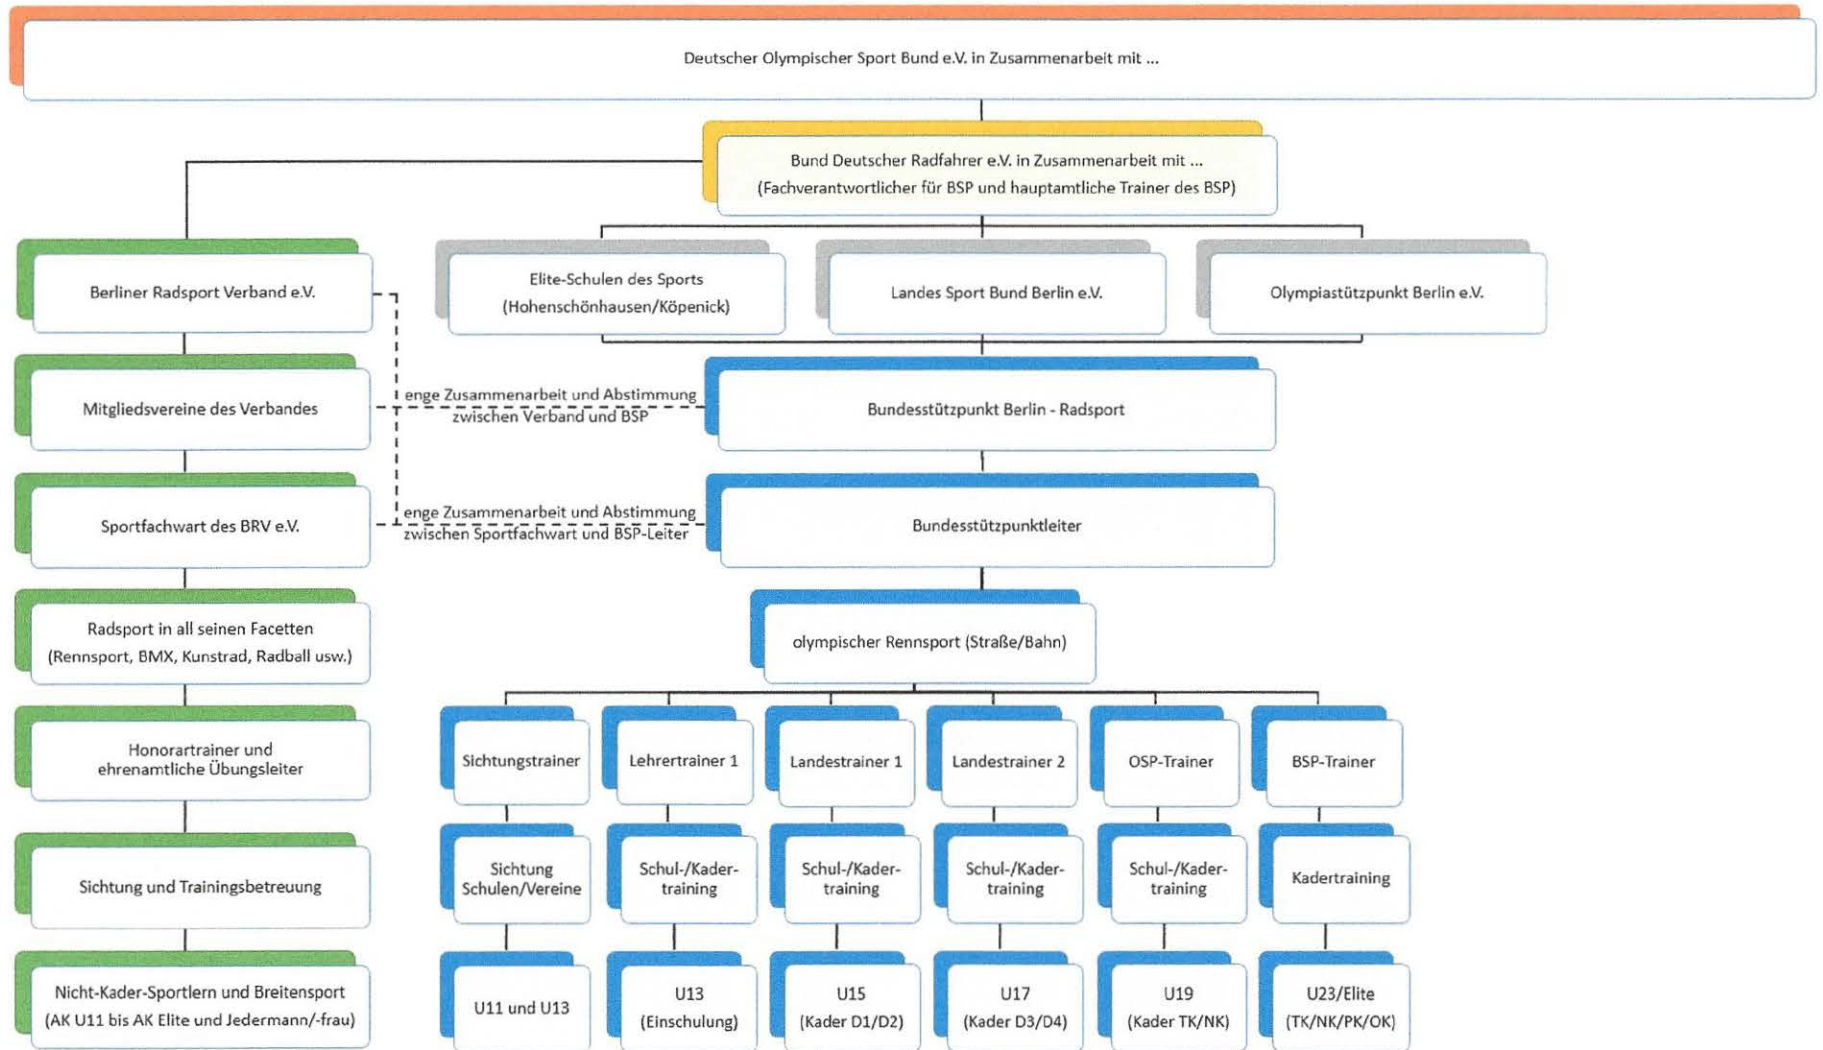 Deutscher Olympischer Sport Bund e.V. in Zusammenarbeit mit ...
Bund Deutscher Radfahrer e.V. in Zusammenarbeit mit ...
(Fachverantwortlicher für BSP und hauptamtliche Trainer des BSP)
Berliner Radsport Verband e.V.
Elite-Schulen des Sports
(Hohenschönhausen/Köpenick)
Landes Sport Bund Berlin e.V.
Olympiastützpunkt Berlin e.V.
Mitgliedsvereine des Verbandes
enge Zusammenarbeit und Abstimmung
zwischen Verband und BSP
Bundesstützpunkt Berlin - Radsport
Sportfachwart des BRV e.V.
enge Zusammenarbeit und Abstimmung
zwischen Sportfachwart und BSP-Leiter
Bundesstützpunktleiter
Radsport in all seinen Facetten
(Rennsport, BMX, Kunstrad, Radball usw.)
olympischer Rennsport (Straße/Bahn)
Honorartrainer und
ehrenamtliche Übungsleiter
Sichtungstrainer
Lehrertrainer 1
Landestrainer 1
Landestrainer 2
OSP-Trainer
BSP-Trainer
Sichtung und Trainingsbetreuung
Sichtung
Schulen/Vereine
Schul-/Kader-
training
Schul-/Kader-
training
Schul-/Kader-
training
Schul-/Kader-
training
Kadertraining
Nicht-Kader-Sportlern und Breitensport
(AK U11 bis AK Elite und Jedermann/-frau)
U11 und U13
U13
(Einschulung)
U15
(Kader D1/D2)
U17
(Kader D3/D4)
U19
(Kader TK/NK)
U23/Elite
(TK/NK/PK/OK)